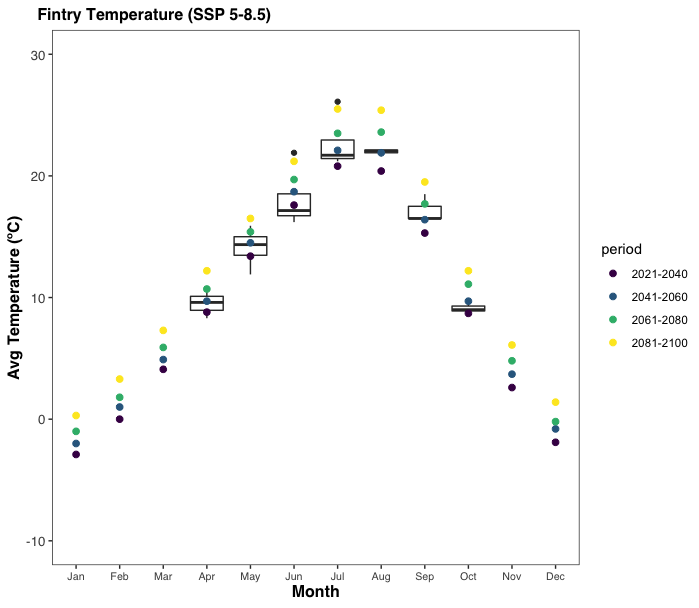 Fintry Temperature (SSP 5-8.5)
Avg Temperature (°C)
30
20
10
0
-10
Jan Feb Mar Apr May Jun Jul Aug Sep Oct Nov Dec
Month
period
2021-2040
2041-2060
2061-2080
2081-2100